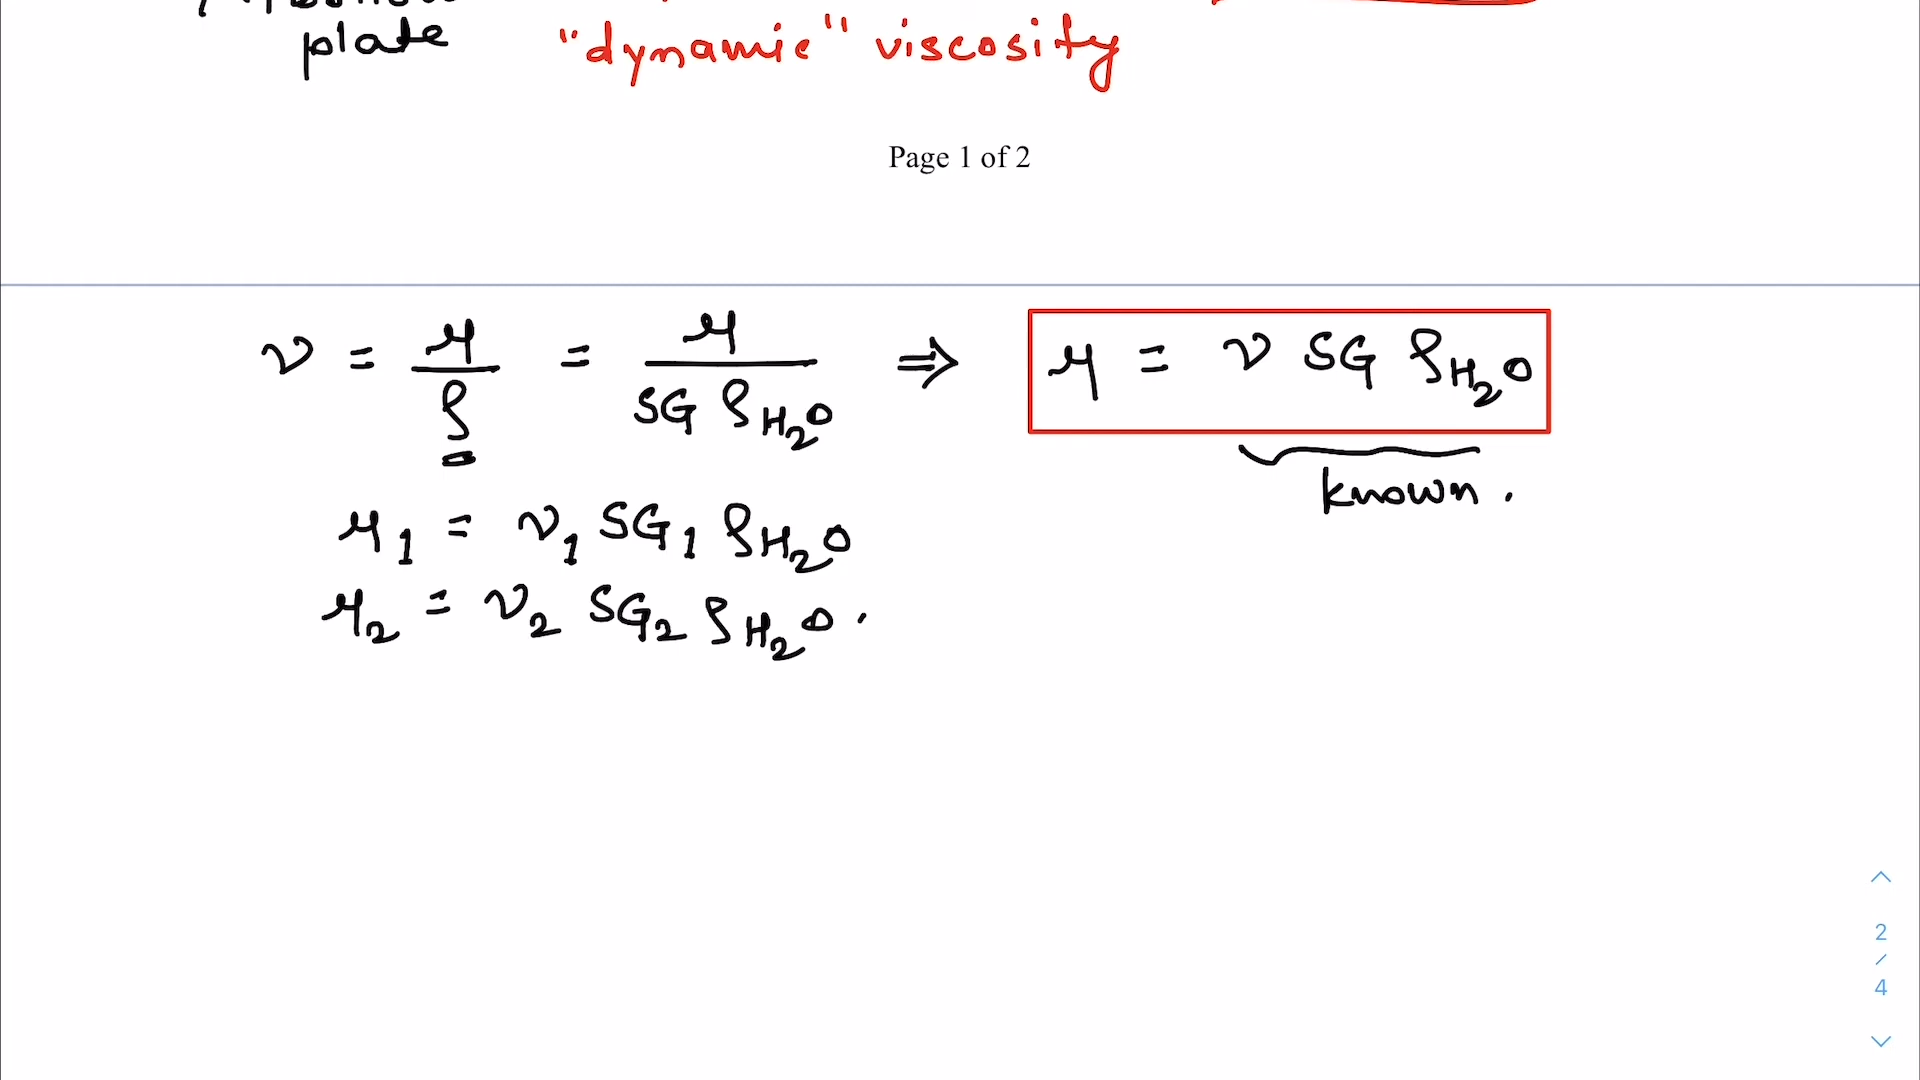 plate "dynamic" viscosity
Page 1 of 2
ν = μ/ρ = μ/(SG ρH₂O) ⇒ μ = ν SG ρH₂O
known.
μ₁ = ν₁ SG₁ ρH₂O
μ₂ = ν₂ SG₂ ρH₂O.
2
/
4